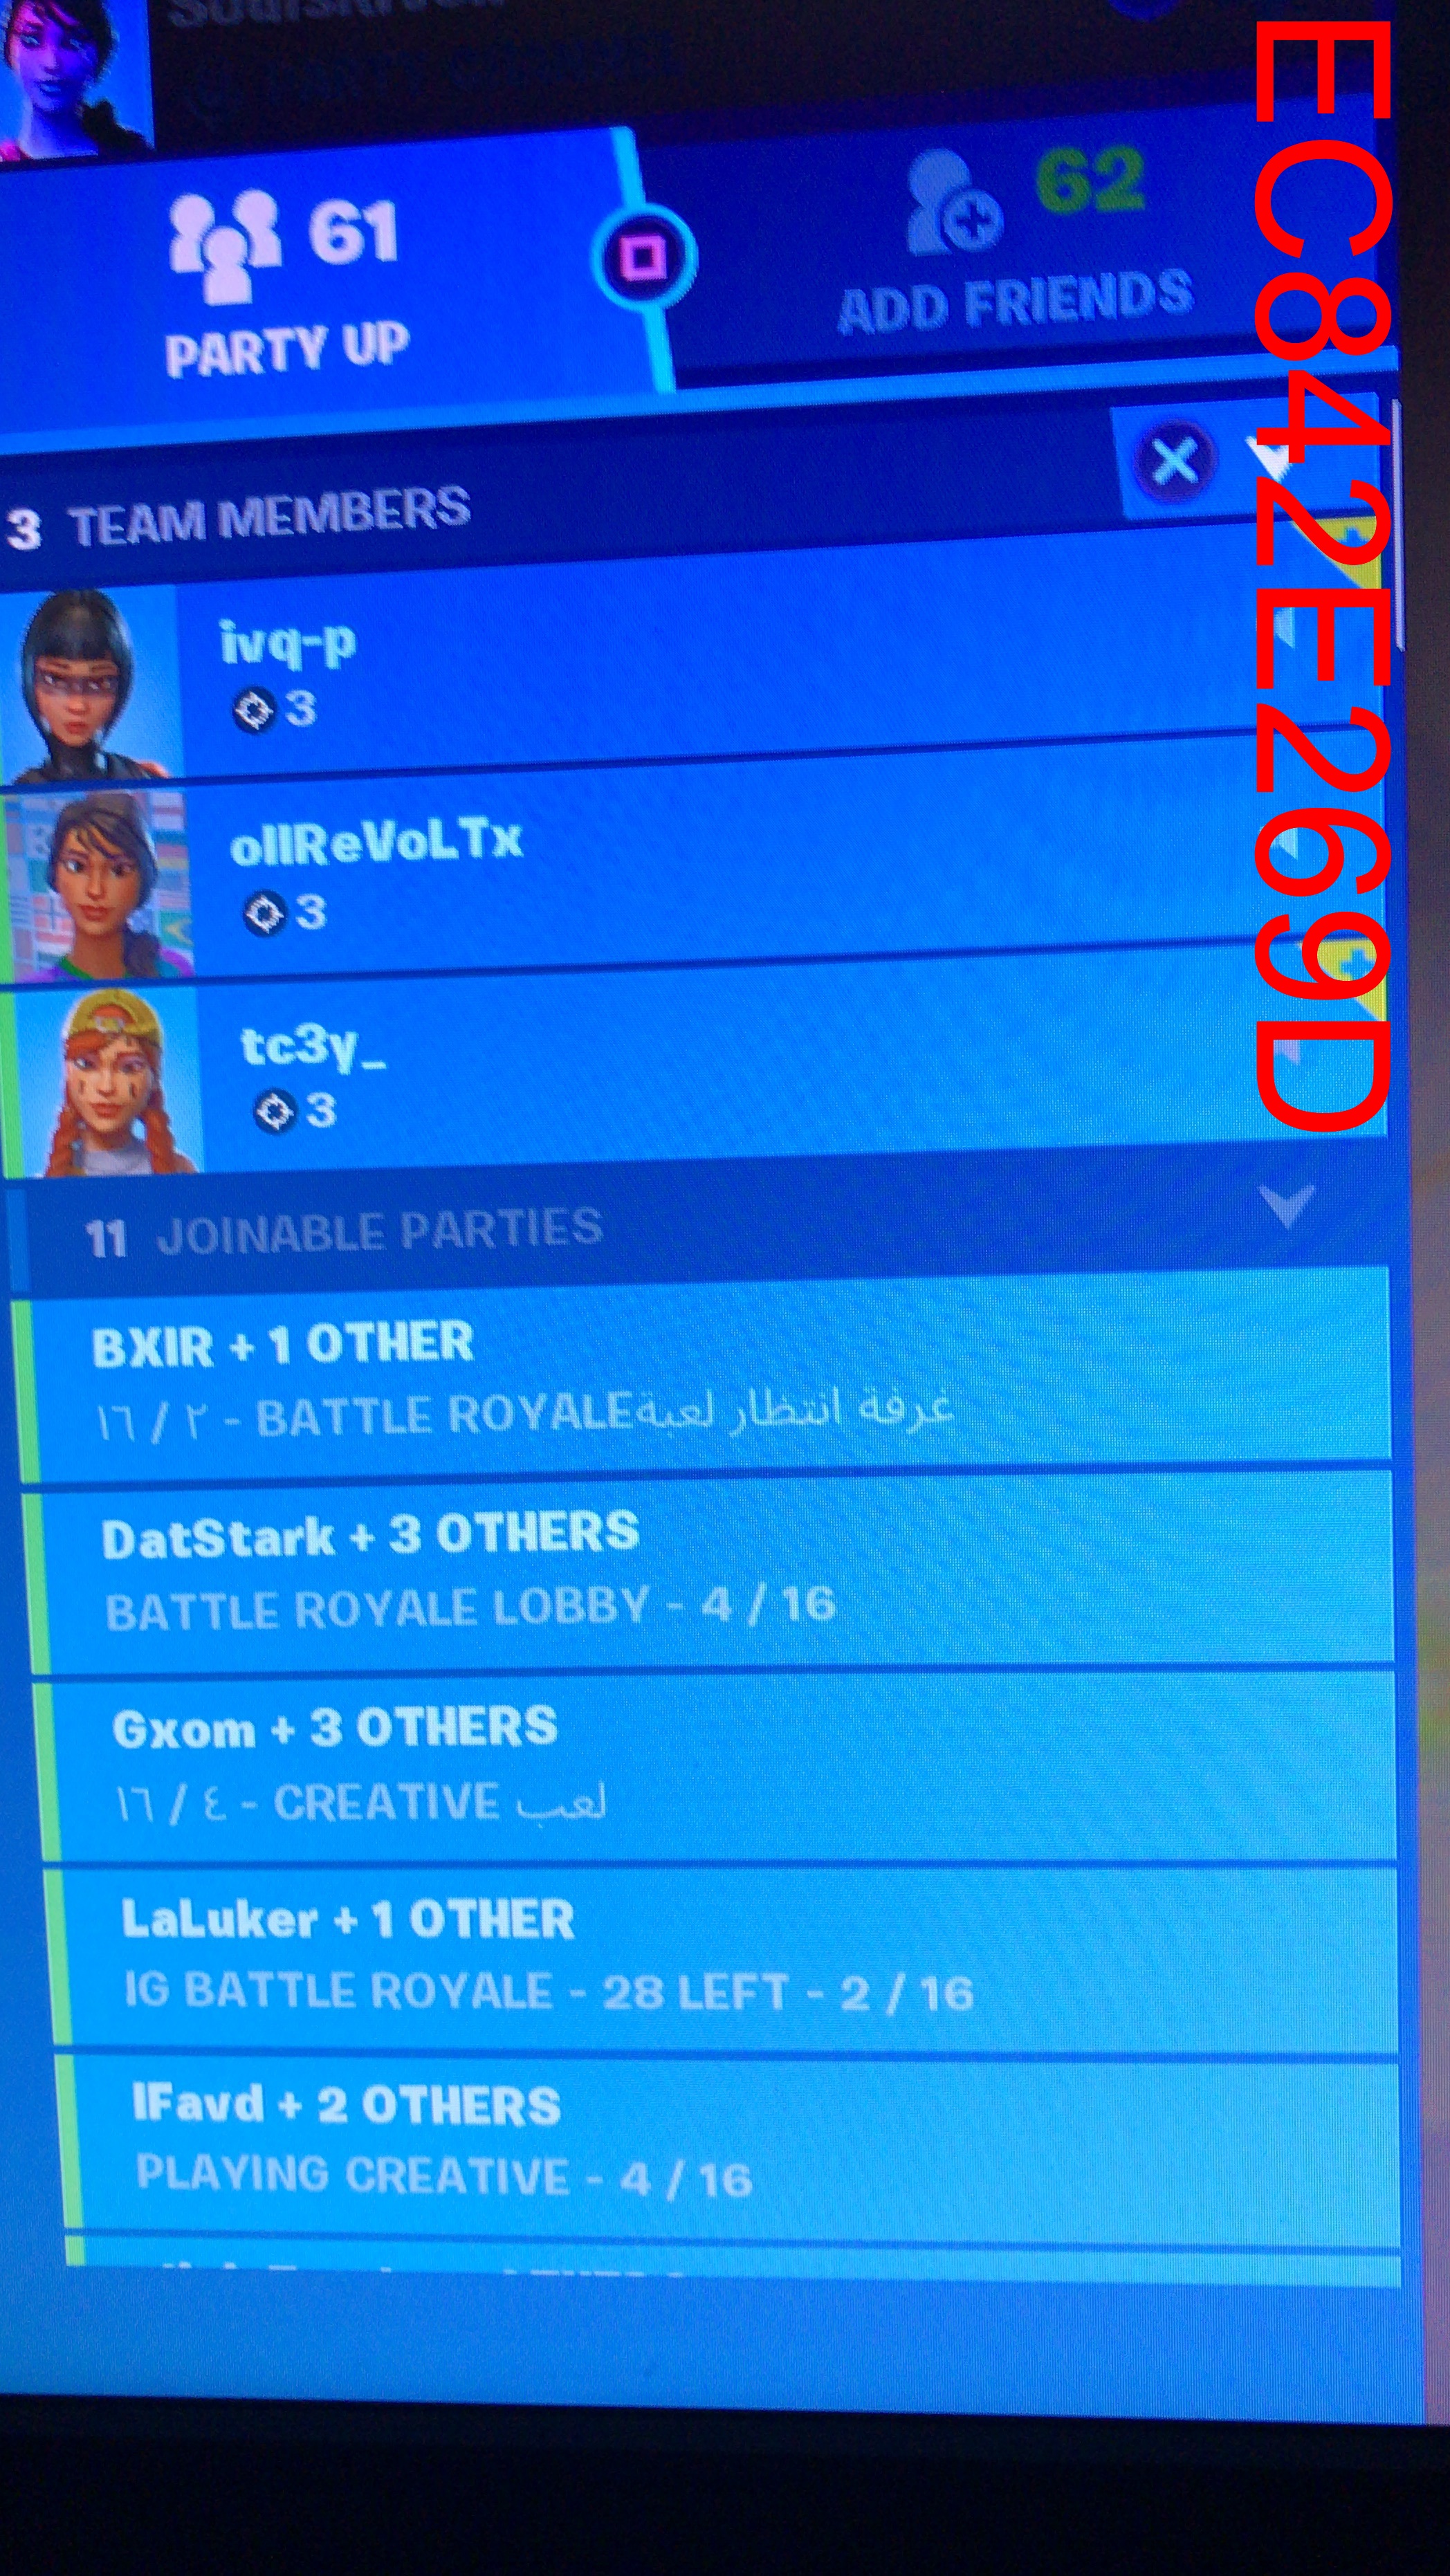 61
PARTY UP
62
ADD FRIENDS
3 TEAM MEMBERS
ivq-p
3
ollReVoLTx
3
tc3y_
3
11 JOINABLE PARTIES
BXIR + 1 OTHER
١٦ / ٢ - BATTLE ROYALEغرفة انتظار لعبة
DatStark + 3 OTHERS
BATTLE ROYALE LOBBY - 4 / 16
Gxom + 3 OTHERS
١٦ / ٤ - CREATIVE لعب
LaLuker + 1 OTHER
IG BATTLE ROYALE - 28 LEFT - 2 / 16
IFavd + 2 OTHERS
PLAYING CREATIVE - 4 / 16
EC842E269D